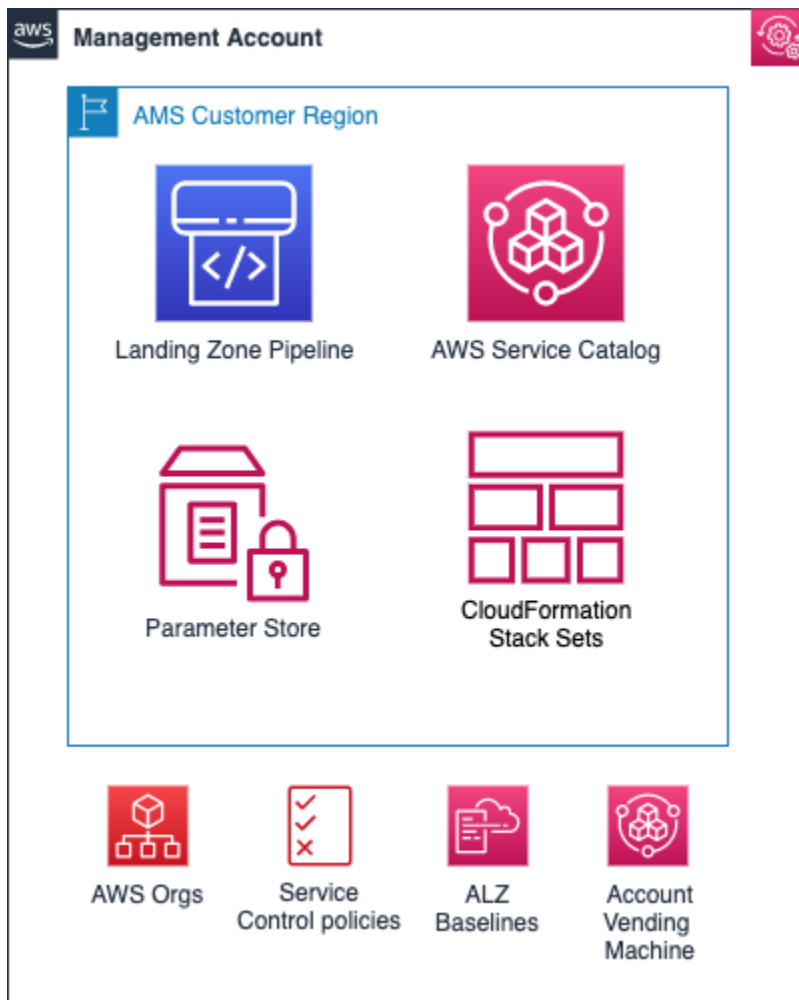 aws
Management Account
AMS Customer Region
</>
Landing Zone Pipeline
AWS Service Catalog
Parameter Store
CloudFormation
Stack Sets
AWS Orgs
Service
Control policies
ALZ
Baselines
Account
Vending
Machine